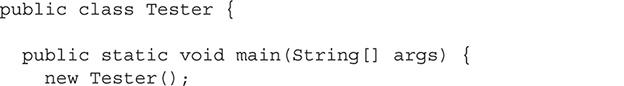 public class Tester {
public static void main(String[] args) {
new Tester();